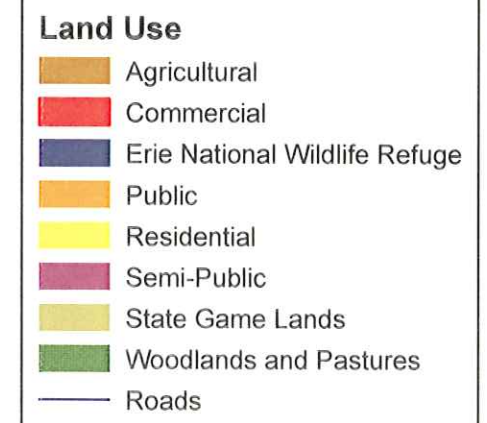 Land Use
Agricultural
Commercial
Erie National Wildlife Refuge
Public
Residential
Semi-Public
State Game Lands
Woodlands and Pastures
Roads